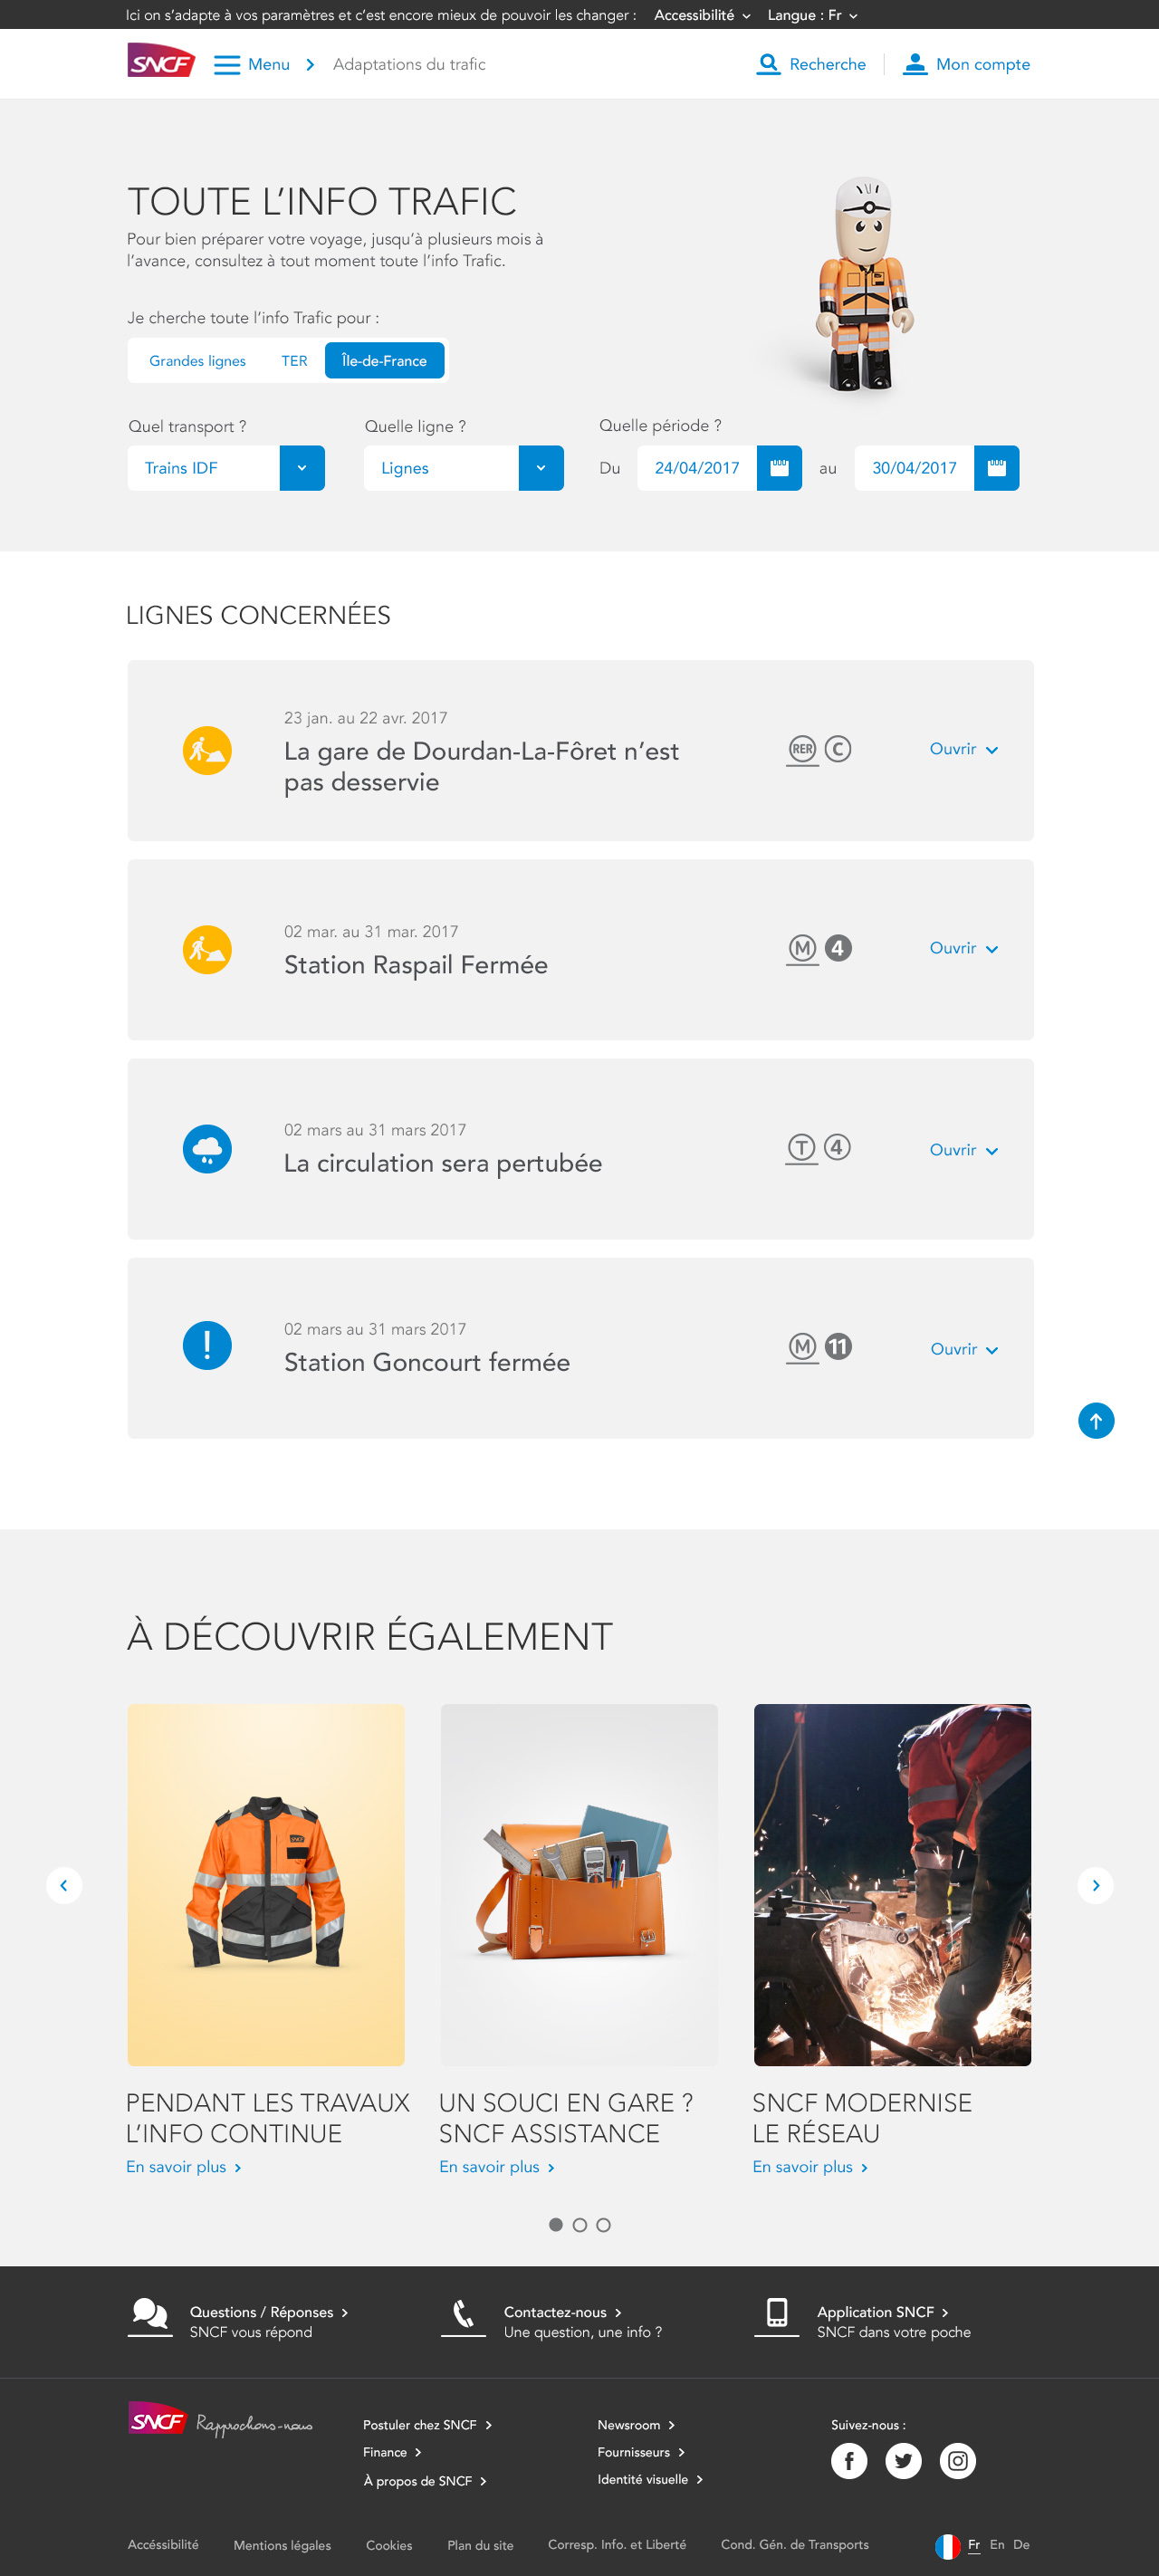 Ici on s’adapte à vos paramètres et c’est encore mieux de pouvoir les changer : Accessibilité Langue : Fr
SNCF Menu Adaptations du trafic Recherche Mon compte
TOUTE L’INFO TRAFIC
Pour bien préparer votre voyage, jusqu’à plusieurs mois à
l’avance, consultez à tout moment toute l’info Trafic.
Je cherche toute l’info Trafic pour :
Grandes lignes TER Île-de-France
Quel transport ? Quelle ligne ? Quelle période ?
Trains IDF Lignes Du 24/04/2017 au 30/04/2017
LIGNES CONCERNÉES
23 jan. au 22 avr. 2017
La gare de Dourdan-La-Fôret n’est
pas desservie
RER C Ouvrir
02 mar. au 31 mar. 2017
Station Raspail Fermée
M 4 Ouvrir
02 mars au 31 mars 2017
La circulation sera pertubée
T 4 Ouvrir
02 mars au 31 mars 2017
Station Goncourt fermée
M 11 Ouvrir
À DÉCOUVRIR ÉGALEMENT
SNCF
PENDANT LES TRAVAUX
L’INFO CONTINUE
En savoir plus
UN SOUCI EN GARE ?
SNCF ASSISTANCE
En savoir plus
SNCF MODERNISE
LE RÉSEAU
En savoir plus
Questions / Réponses
SNCF vous répond
Contactez-nous
Une question, une info ?
Application SNCF
SNCF dans votre poche
SNCF Rapprochons-nous
Postuler chez SNCF
Finance
À propos de SNCF
Newsroom
Fournisseurs
Identité visuelle
Suivez-nous :
Accéssibilité Mentions légales Cookies Plan du site Corresp. Info. et Liberté Cond. Gén. de Transports Fr En De